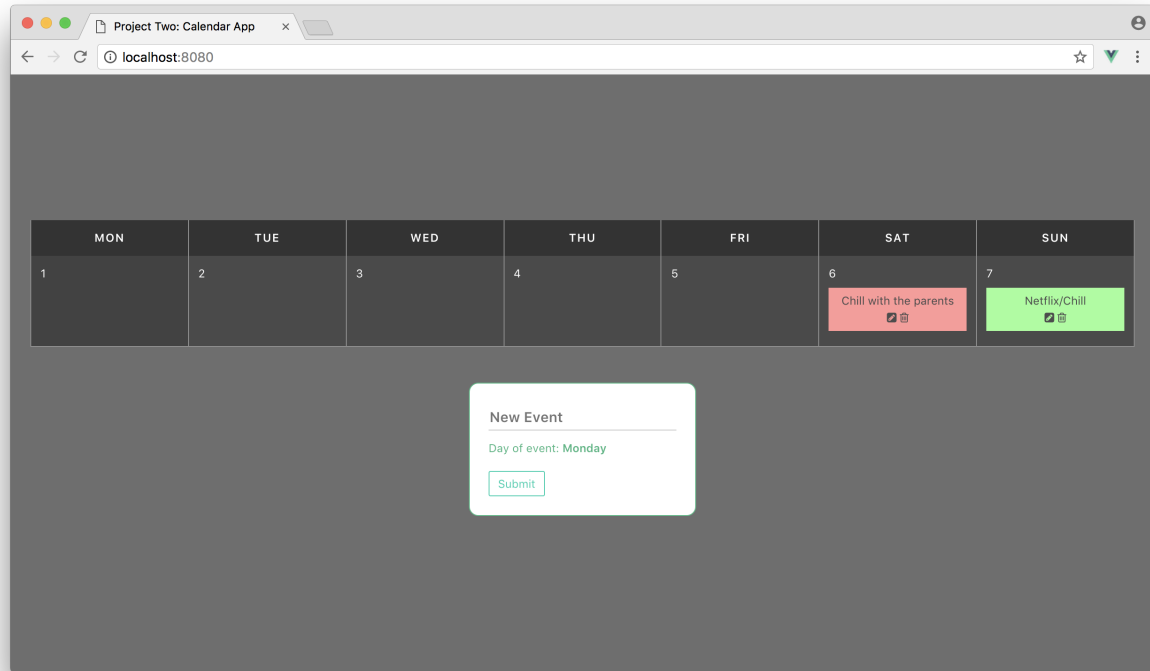 Project Two: Calendar App
localhost:8080
MON TUE WED THU FRI SAT SUN
1 2 3 4 5 6 7
Chill with the parents Netflix/Chill
New Event
Day of event: Monday
Submit